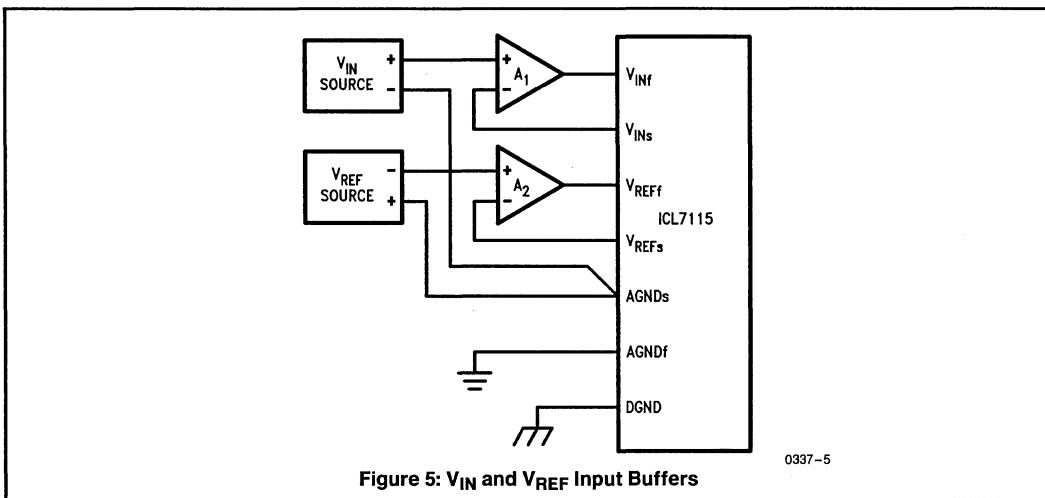 V_IN
SOURCE
+
-
+
-
A_1
V_INf
V_INs
V_REF
SOURCE
-
+
+
-
A_2
V_REFf
ICL7115
V_REFs
AGNDs
AGNDf
DGND
0337-5
Figure 5: V_IN and V_REF Input Buffers